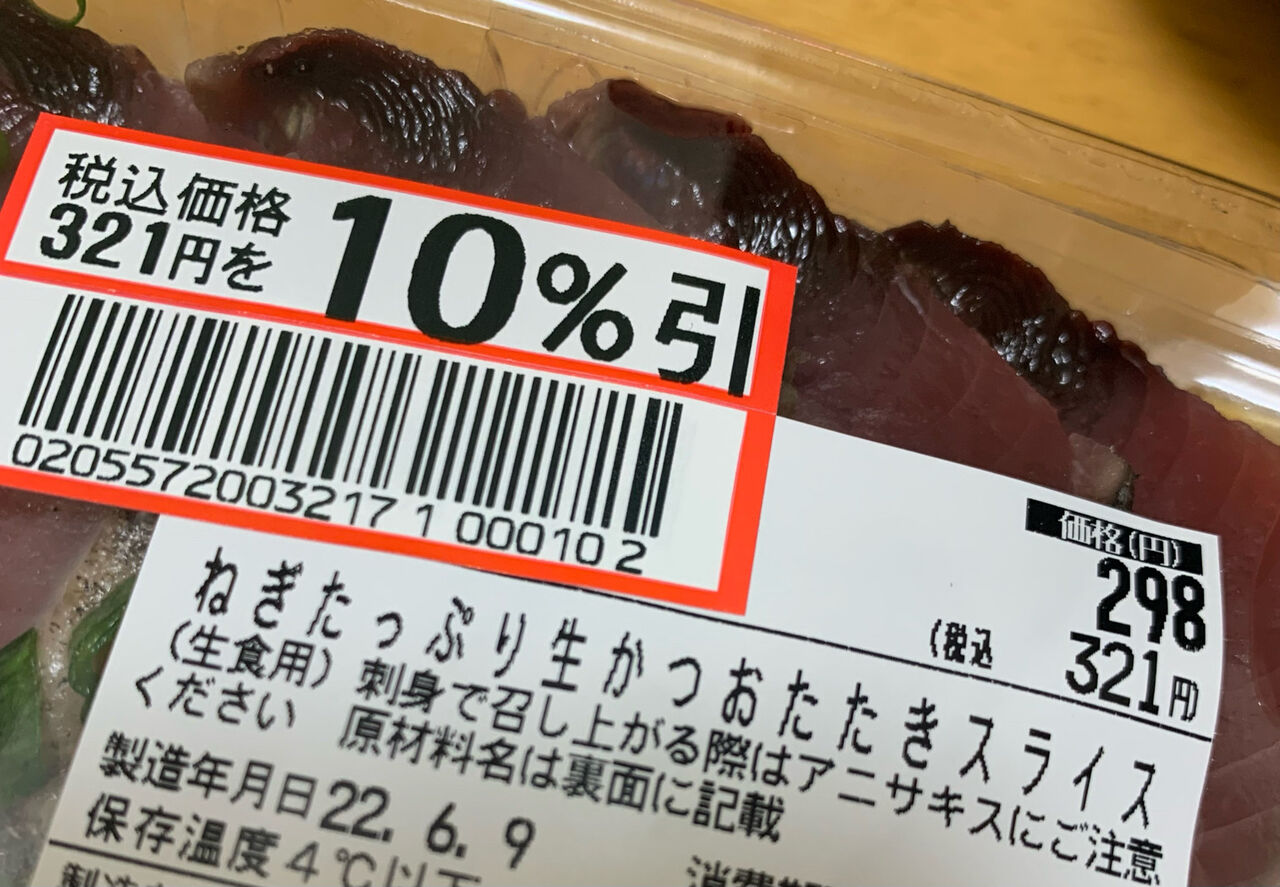 税込価格
321円を
10%引
0205572003217 1 00010 2
価格(円)
298
(税込 321円)
ねぎたっぷり生かつおたたきスライス
(生食用) 刺身で召し上がる際はアニサキスにご注意
ください 原材料名は裏面に記載
製造年月日22. 6. 9
保存温度4℃以下